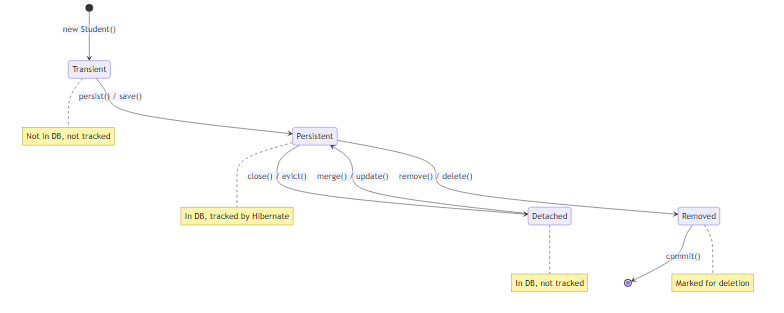 new Student()
Transient
persist() / save()
Not in DB, not tracked
Persistent
close() / evict()
merge() / update()
remove() / delete()
In DB, tracked by Hibernate
Detached
Removed
commit()
In DB, not tracked
Marked for deletion